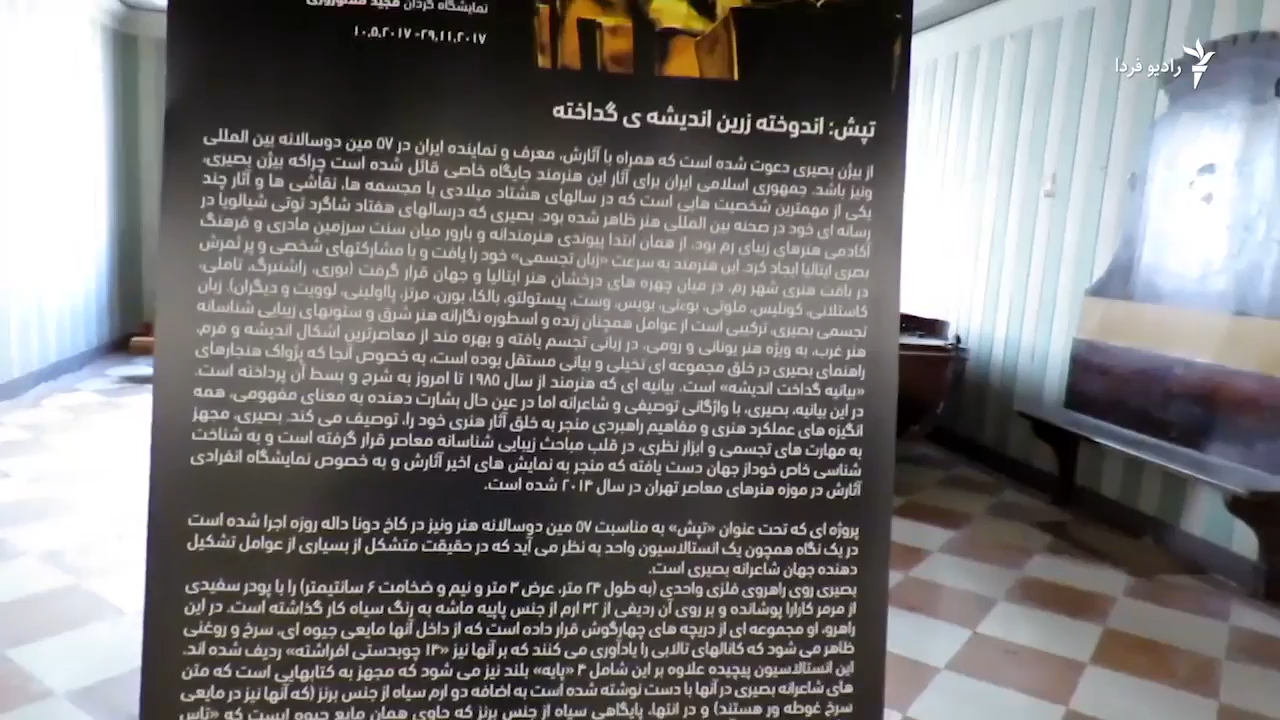 رادیو فردا
نمایشگاه گردان مجید
۱۰,۵,۲۰۱۷-۲۹,۱۱,۲۰۱۷
تپش: اندوخته زرین اندیشه ی گداخته
از بیژن بصیری دعوت شده است که همراه با آثارش، معرف و نماینده ایران در ۵۷ مین دوسالانه بین المللی
ونیز باشد. جمهوری اسلامی ایران برای آثار این هنرمند جایگاه خاصی قائل شده است چراکه بیژن بصیری،
یکی از مهمترین شخصیت هایی است که در سالهای هشتاد میلادی با مجسمه ها، نقاشی ها و آثار چند
رسانه ای خود در صحنه بین المللی هنر ظاهر شده بود. بصیری که درسالهای هفتاد شاگرد توتی شیالویا در
آکادمی هنرهای زیبای رم بود، از همان ابتدا پیوندی هنرمندانه و بارور میان سنت سرزمین مادری و فرهنگ
بصری ایتالیا ایجاد کرد. این هنرمند به سرعت «زبان تجسمی» خود را یافت و با مشارکتهای شخصی و پر ثمرش
در بافت هنری شهر رم، در میان چهره های درخشان هنر ایتالیا و جهان قرار گرفت (بوری، راشنبرگ، تاملی،
کاستلانی، کونلیس، ملوتی، بوءتی، بویس، وست، پیستولتو، بالکا، بورن، مرتز، پااولینی، لوویت و دیگران). زبان
تجسمی بصیری، ترکیبی است از عوامل همچنان زنده و اسطوره نگارانه هنر شرق و ستونهای زیبایی شناسانه
هنر غرب، به ویژه هنر یونانی و رومی، در زبانی تجسم یافته و بهره مند از معاصرترین اشکال اندیشه و فرم.
راهنمای بصیری در خلق مجموعه ای تخیلی و بیانی مستقل بوده است، به خصوص آنجا که پژواک هنجارهای
«بیانیه گداخت اندیشه» است. بیانیه ای که هنرمند از سال ۱۹۸۵ تا امروز به شرح و بسط آن پرداخته است.
در این بیانیه، بصیری، با واژگانی توصیفی و شاعرانه اما در عین حال بشارت دهنده به معنای مفهومی، همه
انگیزه های عملکرد هنری و مفاهیم راهبردی منجر به خلق آثار هنری خود را، توصیف می کند. بصیری، مجهز
به مهارت های تجسمی و ابزار نظری، در قلب مباحث زیبایی شناسانه معاصر قرار گرفته است و به شناخت
شناسی خاص خوداز جهان دست یافته که منجر به نمایش های اخیر آثارش و به خصوص نمایشگاه انفرادی
آثارش در موزه هنرهای معاصر تهران در سال ۲۰۱۴ شده است.
پروژه ای که تحت عنوان «تپش» به مناسبت ۵۷ مین دوسالانه هنر ونیز در کاخ دونا داله روزه اجرا شده است
در یک نگاه همچون یک انستالاسیون واحد به نظر می آید که در حقیقت متشکل از بسیاری از عوامل تشکیل
دهنده جهان شاعرانه بصیری است.
بصیری روی راهروی فلزی واحدی (به طول ۲۴ متر، عرض ۳ متر و نیم و ضخامت ۶ سانتیمتر) را با پودر سفیدی
از مرمر کارارا پوشانده و بر روی آن ردیفی از ۳۲ ارم از جنس پاپیه ماشه به رنگ سیاه کار گذاشته است. در این
راهرو، او مجموعه ای از دریچه های چهارگوش قرار داده است که از داخل آنها مایعی جیوه ای، سرخ و روغنی
ظاهر می شود که کانالهای تالابی را یادآوری می کنند که بر آنها نیز «۱۴ چوبدستی افراشته» ردیف شده اند.
این انستالاسیون پیچیده علاوه بر این شامل ۴ «پایه» بلند نیز می شود که مجهز به کتابهایی است که متن
های شاعرانه بصیری در آنها با دست نوشته شده است به اضافه دو ارم سیاه از جنس برنز (که آنها نیز در مایعی
سرخ غوطه ور هستند) و در انتها، پایگاهی سیاه از جنس برنز که حاوی همان مایع جیوه ایست که «تاس